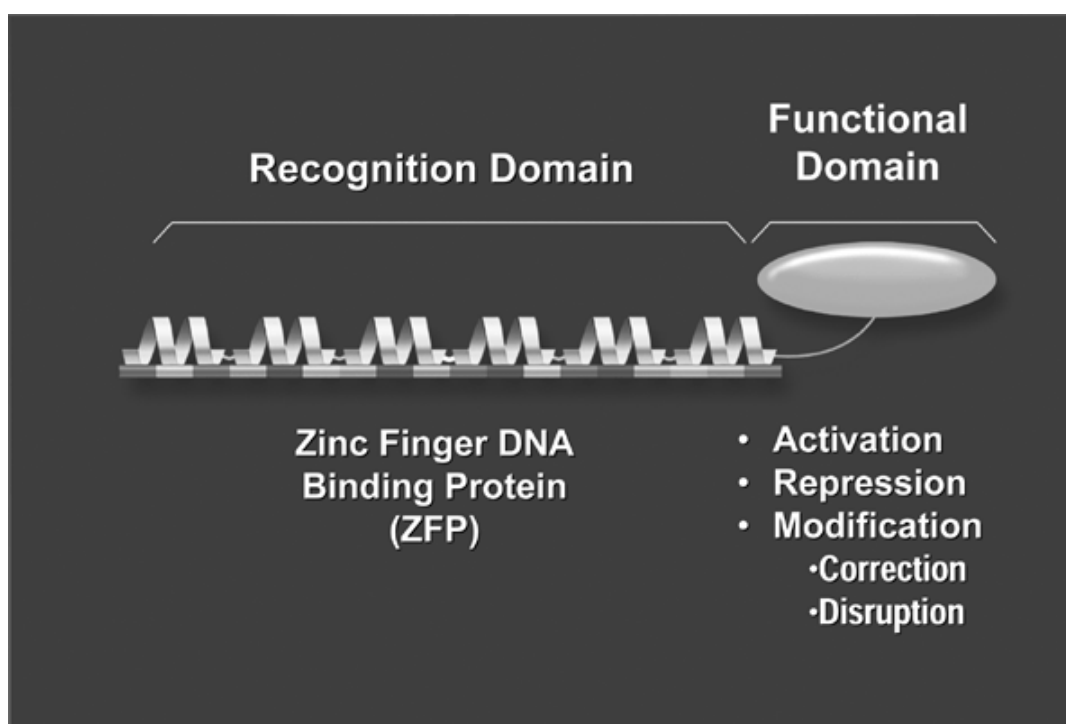 Functional
Domain
Recognition Domain
Zinc Finger DNA
Binding Protein
(ZFP)
• Activation
• Repression
• Modification
•Correction
•Disruption